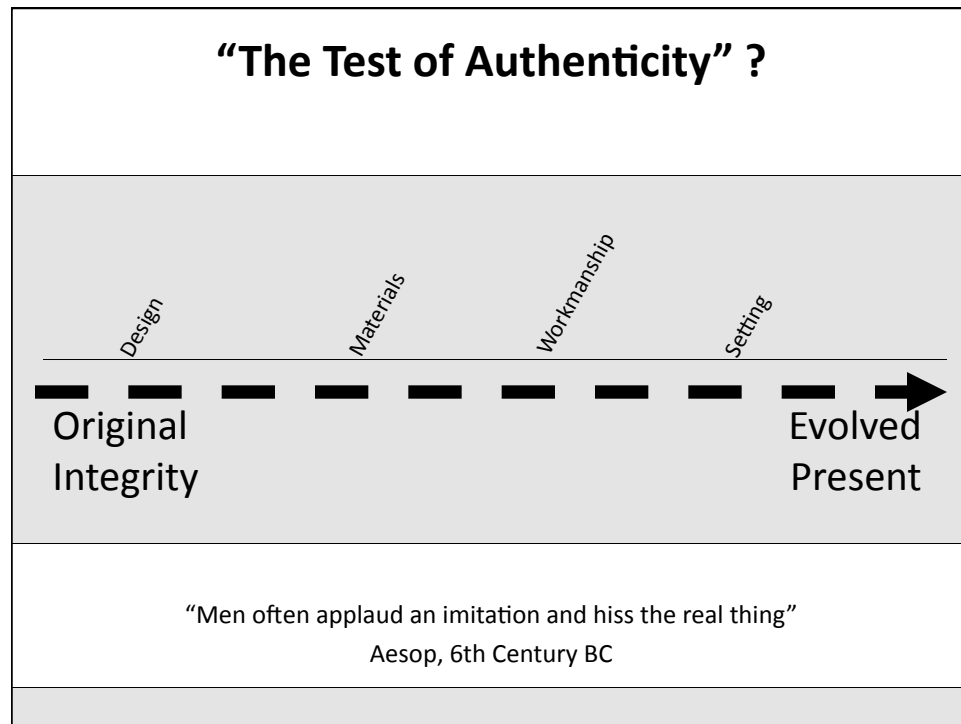 “The Test of Authenticity” ?
Design
Materials
Workmanship
Setting
Original
Integrity
Evolved
Present
“Men often applaud an imitation and hiss the real thing”
Aesop, 6th Century BC